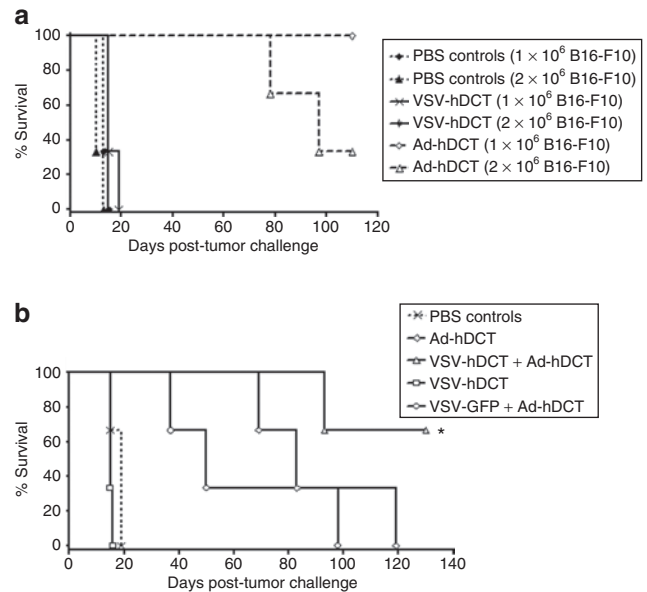 a
100
80
60
40
20
0
% Survival
0 20 40 60 80 100 120
Days post-tumor challenge
PBS controls (1 × 10⁶ B16-F10)
PBS controls (2 × 10⁶ B16-F10)
VSV-hDCT (1 × 10⁶ B16-F10)
VSV-hDCT (2 × 10⁶ B16-F10)
Ad-hDCT (1 × 10⁶ B16-F10)
Ad-hDCT (2 × 10⁶ B16-F10)
b
PBS controls
Ad-hDCT
VSV-hDCT + Ad-hDCT
VSV-hDCT
VSV-GFP + Ad-hDCT
100
80
60
40
20
0
% Survival
*
0 20 40 60 80 100 120 140
Days post-tumor challenge